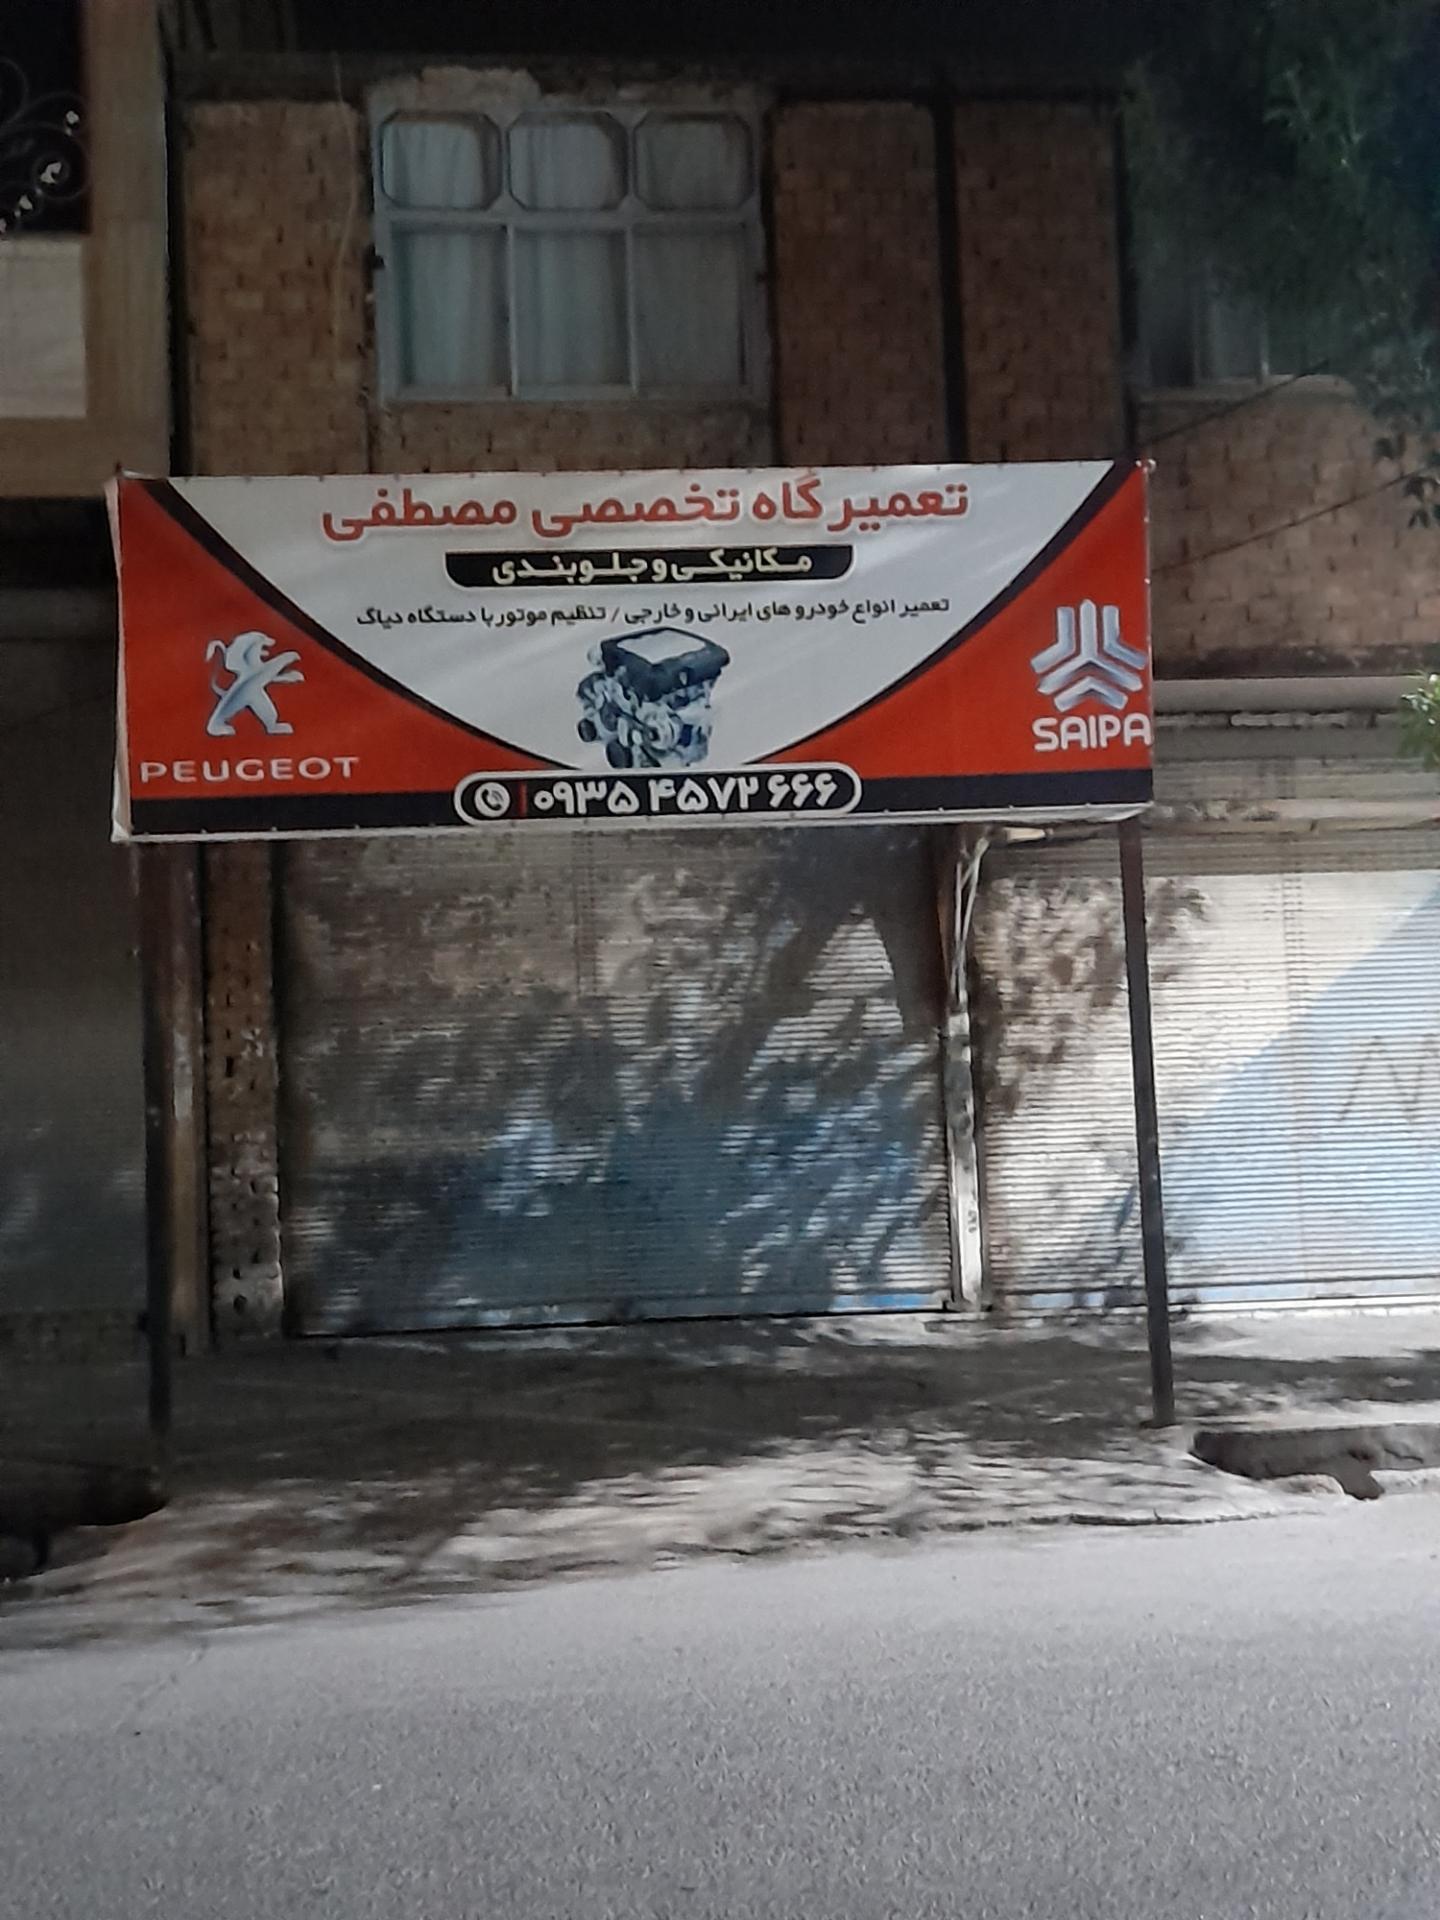 تعمیرگاه تخصصی مصطفی
مکانیکی و جلوبندی
تعمیر انواع خودرو های ایرانی و خارجی / تنظیم موتور با دستگاه دیاگ
SAIPA
PEUGEOT
۰۹۳۵ ۴۵۷۲ ۶۶۶